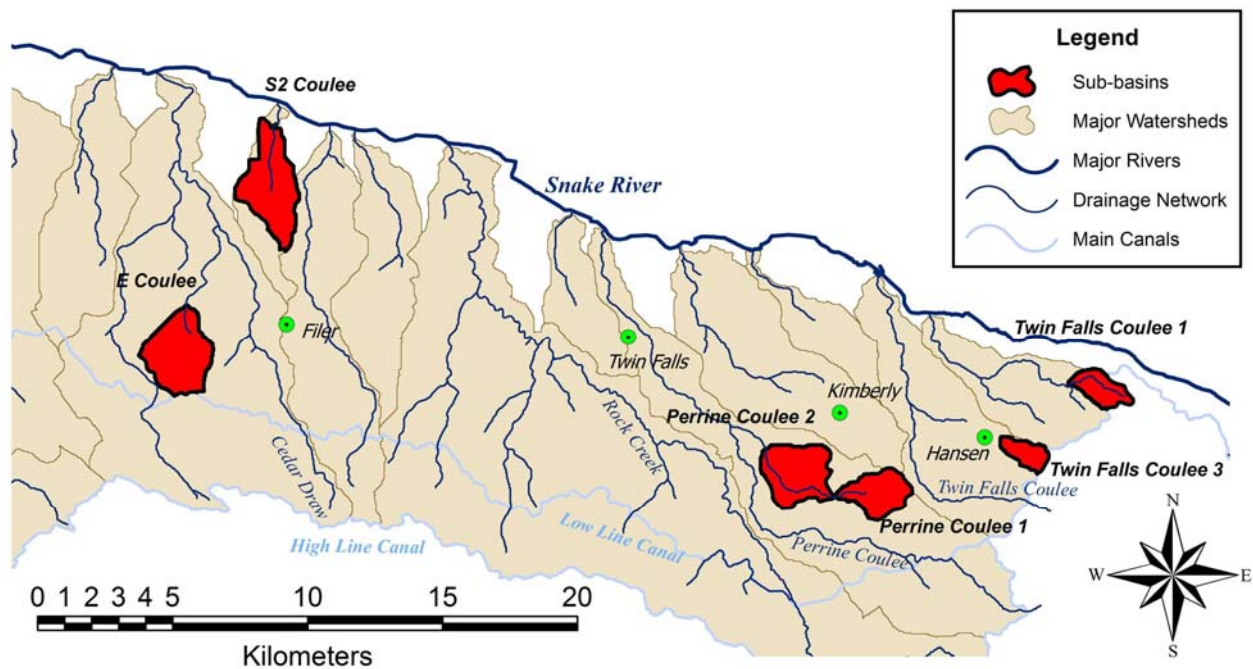 Legend
Sub-basins
Major Watersheds
Major Rivers
Drainage Network
Main Canals
S2 Coulee
Snake River
E Coulee
Filer
Twin Falls Coulee 1
Twin Falls
Kimberly
Perrine Coulee 2
Rock Creek
Hansen
Cedar Draw
Twin Falls Coulee 3
Twin Falls Coulee
Perrine Coulee 1
High Line Canal
Low Line Canal
Perrine Coulee
N
W
E
S
0 1 2 3 4 5 10 15 20
Kilometers